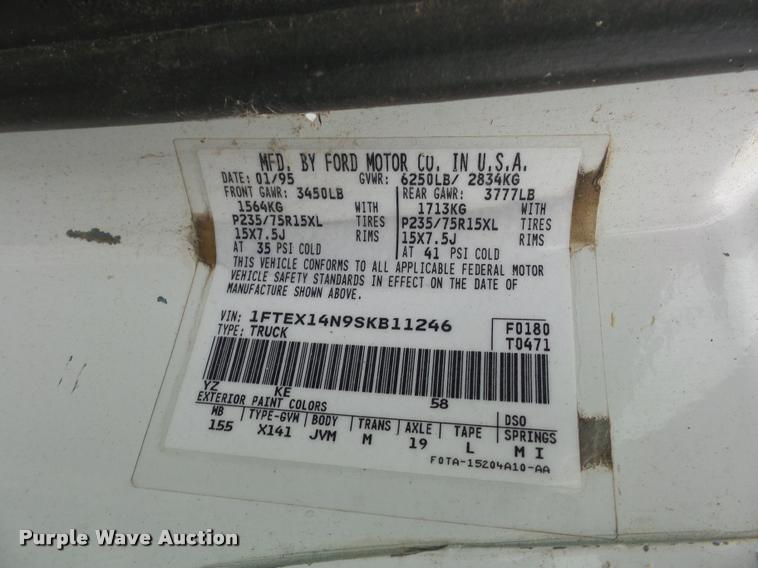 MFD. BY FORD MOTOR CO. IN U.S.A.
DATE: 01/95 GVWR: 6250LB/ 2834KG
FRONT GAWR: 3450LB REAR GAWR: 3777LB
1564KG WITH 1713KG WITH
P235/75R15XL TIRES P235/75R15XL TIRES
15X7.5J RIMS 15X7.5J RIMS
AT 35 PSI COLD AT 41 PSI COLD
THIS VEHICLE CONFORMS TO ALL APPLICABLE FEDERAL MOTOR
VEHICLE SAFETY STANDARDS IN EFFECT ON THE DATE OF
MANUFACTURE SHOWN ABOVE.
VIN: 1FTEX14N9SKB11246 F0180
TYPE: TRUCK T0471
YZ KE 58
EXTERIOR PAINT COLORS DSO
WB TYPE-GVW BODY TRANS AXLE TAPE SPRINGS
155 X141 JVM M 19 L M I
F0TA-15204A10-AA
Purple Wave Auction